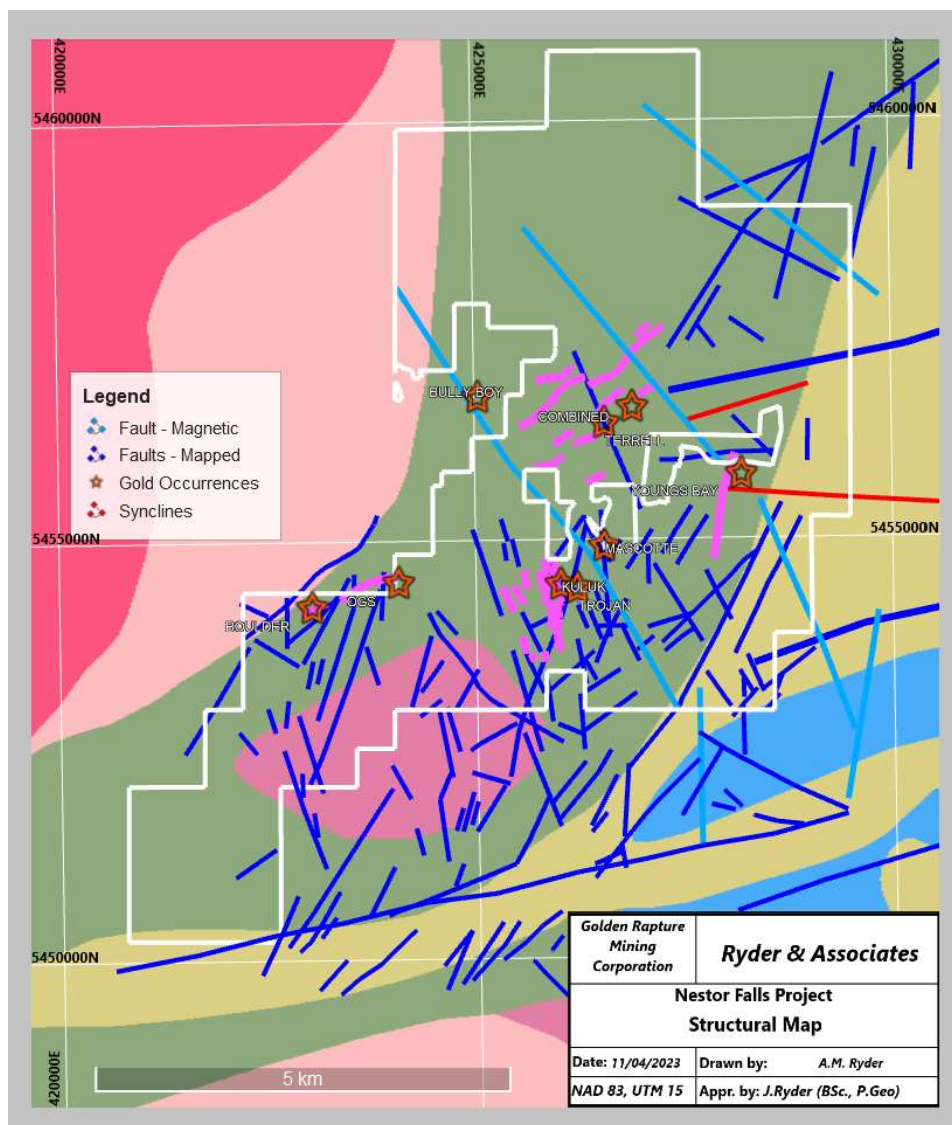 420000E
425000E
430000E
5460000N
5460000N
BULLY BOY
Legend
Fault - Magnetic
Faults - Mapped
Gold Occurrences
Synclines
COMBINED
TERRELL
YOUNGS BAY
5455000N
5455000N
MASCOTTE
KULUK
TROJAN
OGS
BOULDER
5450000N
420000E
5 km
Golden Rapture
Mining
Corporation
Ryder & Associates
Nestor Falls Project
Structural Map
Date: 11/04/2023
Drawn by: A.M. Ryder
NAD 83, UTM 15
Appr. by: J.Ryder (BSc., P.Geo)